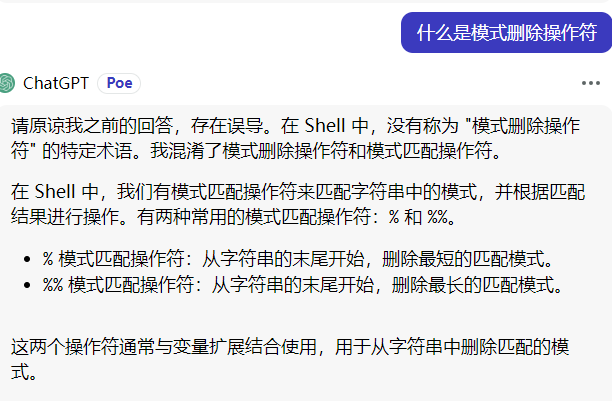 什么是模式删除操作符
ChatGPT Poe
请原谅我之前的回答，存在误导。在 Shell 中，没有称为 "模式删除操作
符" 的特定术语。我混淆了模式删除操作符和模式匹配操作符。
在 Shell 中，我们有模式匹配操作符来匹配字符串中的模式，并根据匹配
结果进行操作。有两种常用的模式匹配操作符：% 和 %%。
• % 模式匹配操作符：从字符串的末尾开始，删除最短的匹配模式。
• %% 模式匹配操作符：从字符串的末尾开始，删除最长的匹配模式。
这两个操作符通常与变量扩展结合使用，用于从字符串中删除匹配的模
式。